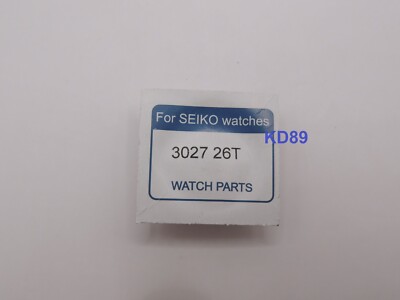 For SEIKO watches
KD89
3027 26T
WATCH PARTS